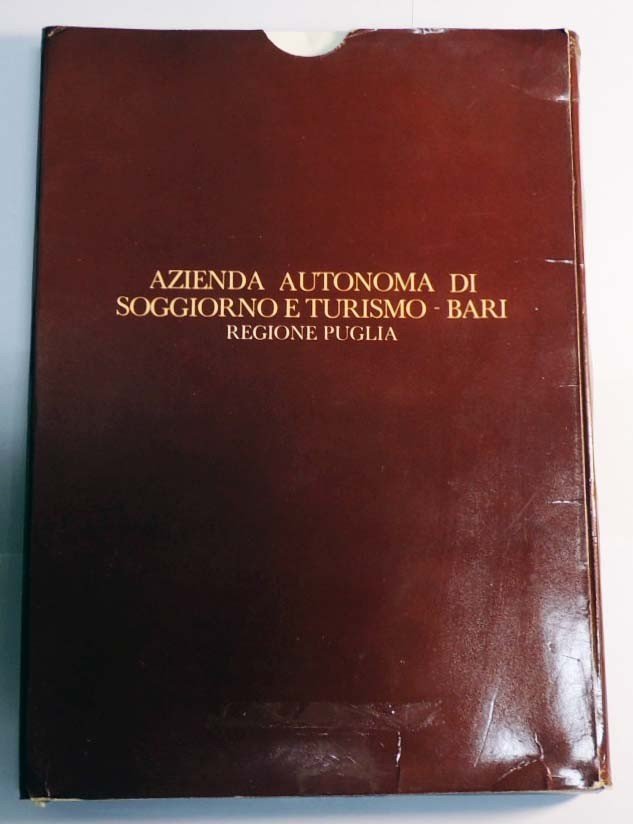 AZIENDA AUTONOMA DI
SOGGIORNO E TURISMO - BARI
REGIONE PUGLIA